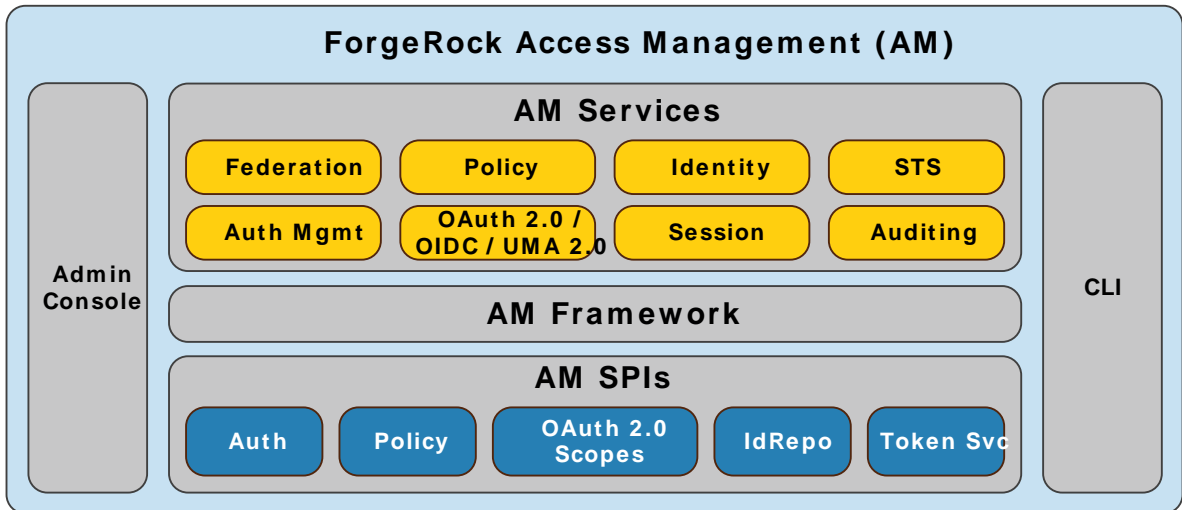 ForgeRock Access Management (AM)
Admin
Console
AM Services
Federation
Policy
Identity
STS
Auth Mgmt
OAuth 2.0 /
OIDC / UMA 2.0
Session
Auditing
AM Framework
AM SPIs
Auth
Policy
OAuth 2.0
Scopes
IdRepo
Token Svc
CLI